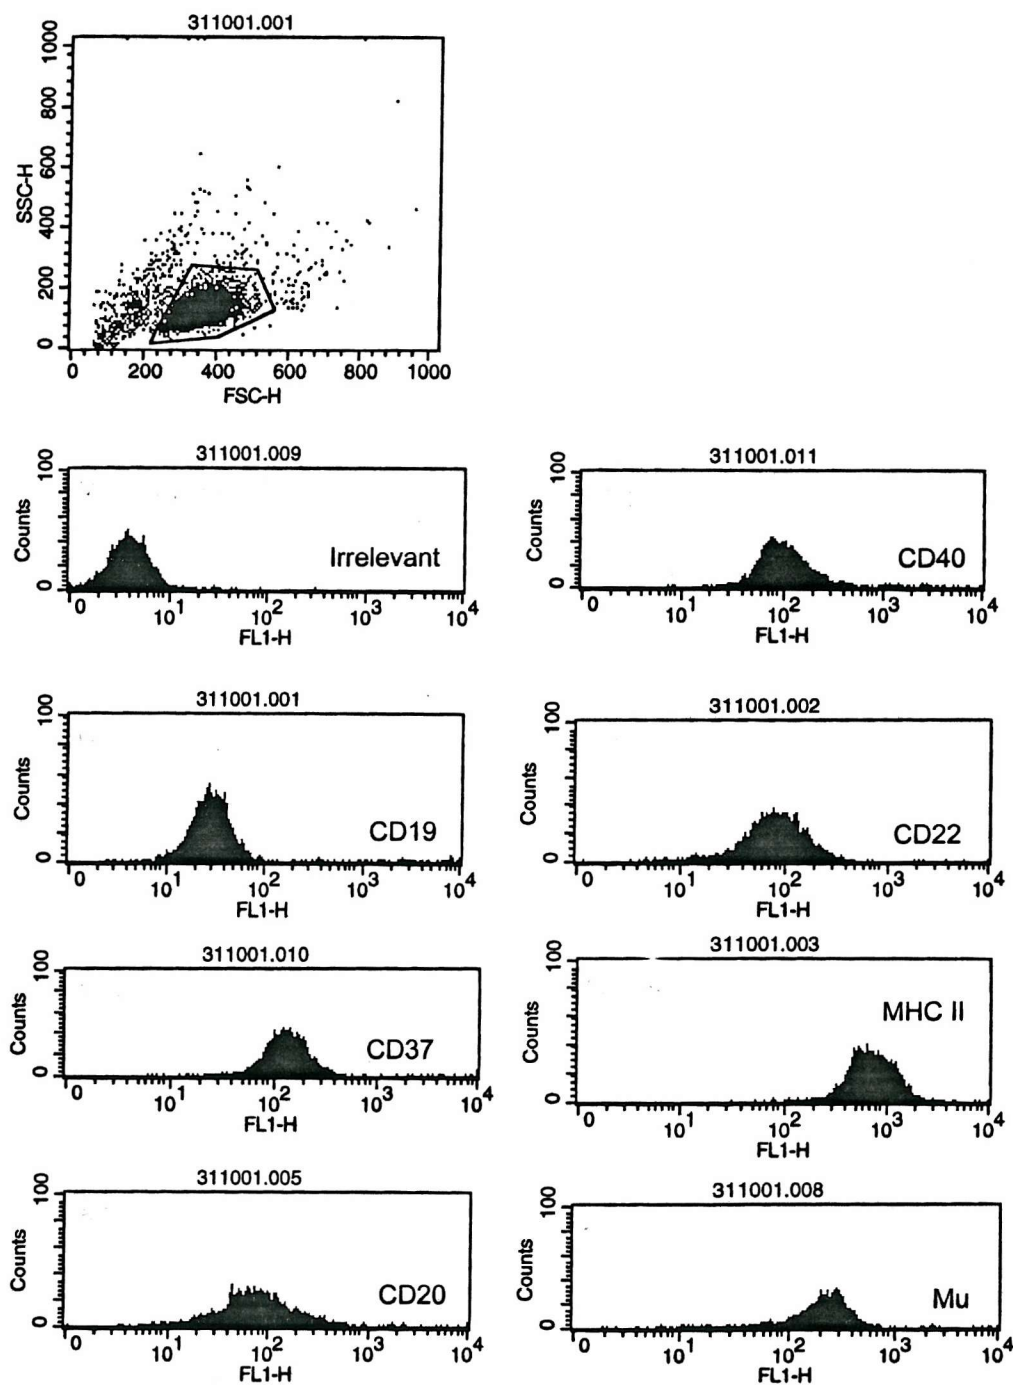 311001.001
1000
800
600
400
200
0
SSC-H
0 200 400 600 800 1000
FSC-H
311001.009
100
Counts
0
Irrelevant
0 10¹ 10² 10³ 10⁴
FL1-H
311001.011
100
Counts
0
CD40
0 10¹ 10² 10³ 10⁴
FL1-H
311001.001
100
Counts
0
CD19
0 10¹ 10² 10³ 10⁴
FL1-H
311001.002
100
Counts
0
CD22
0 10¹ 10² 10³ 10⁴
FL1-H
311001.010
100
Counts
0
CD37
0 10¹ 10² 10³ 10⁴
FL1-H
311001.003
100
Counts
0
MHC II
0 10¹ 10² 10³ 10⁴
FL1-H
311001.005
100
Counts
0
CD20
0 10¹ 10² 10³ 10⁴
FL1-H
311001.008
100
Counts
0
Mu
0 10¹ 10² 10³ 10⁴
FL1-H